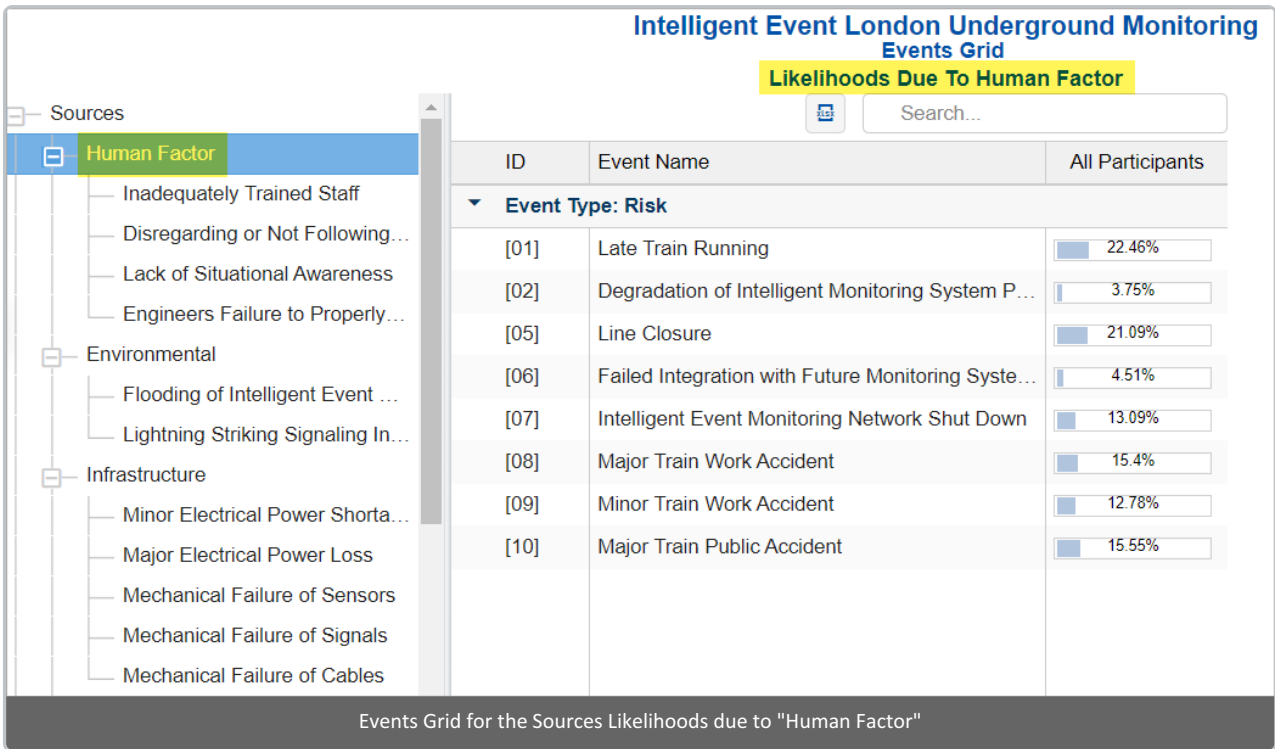 Intelligent Event London Underground Monitoring
Events Grid
Likelihoods Due To Human Factor
Sources
Human Factor
Inadequately Trained Staff
Disregarding or Not Following...
Lack of Situational Awareness
Engineers Failure to Properly...
Environmental
Flooding of Intelligent Event ...
Lightning Striking Signaling In...
Infrastructure
Minor Electrical Power Shorta...
Major Electrical Power Loss
Mechanical Failure of Sensors
Mechanical Failure of Signals
Mechanical Failure of Cables
XLSX
Search...
ID Event Name All Participants
Event Type: Risk
[01] Late Train Running 22.46%
[02] Degradation of Intelligent Monitoring System P... 3.75%
[05] Line Closure 21.09%
[06] Failed Integration with Future Monitoring Syste... 4.51%
[07] Intelligent Event Monitoring Network Shut Down 13.09%
[08] Major Train Work Accident 15.4%
[09] Minor Train Work Accident 12.78%
[10] Major Train Public Accident 15.55%
Events Grid for the Sources Likelihoods due to "Human Factor"